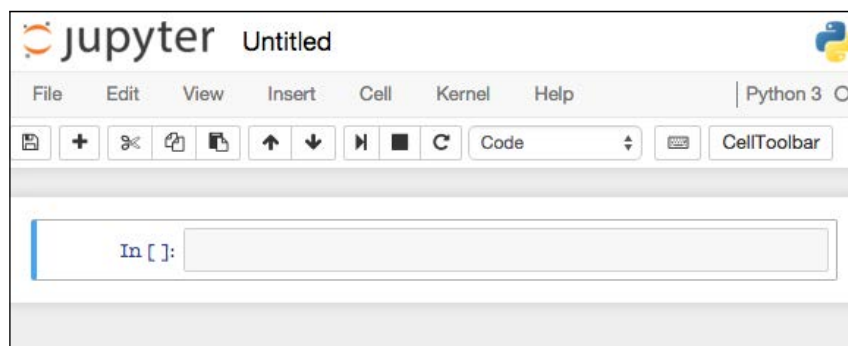 jupyter Untitled
File Edit View Insert Cell Kernel Help Python 3
Code CellToolbar
In [ ]: